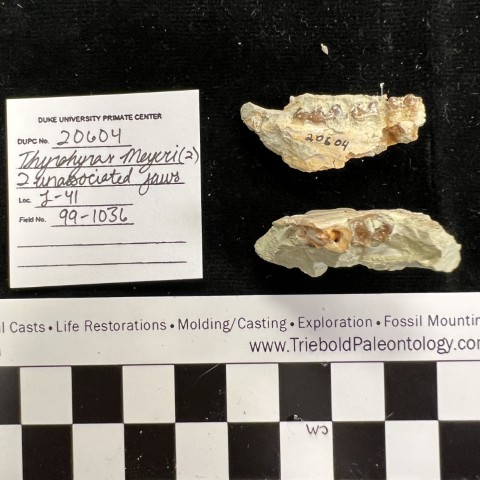 DUKE UNIVERSITY PRIMATE CENTER
DUPC No. 20604
Thyrohyrax Meyeri (2)
2 unassociated jaws
Loc. L-41
Field No. 99-1036
20604
l Casts • Life Restorations • Molding/Casting • Exploration • Fossil Mountin
www.TrieboldPaleontology.com
CM